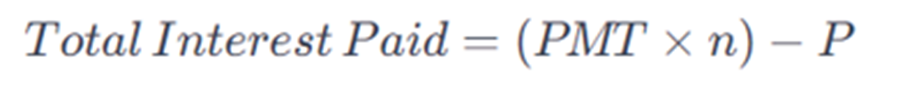 Total Interest Paid = (PMT × n) − P